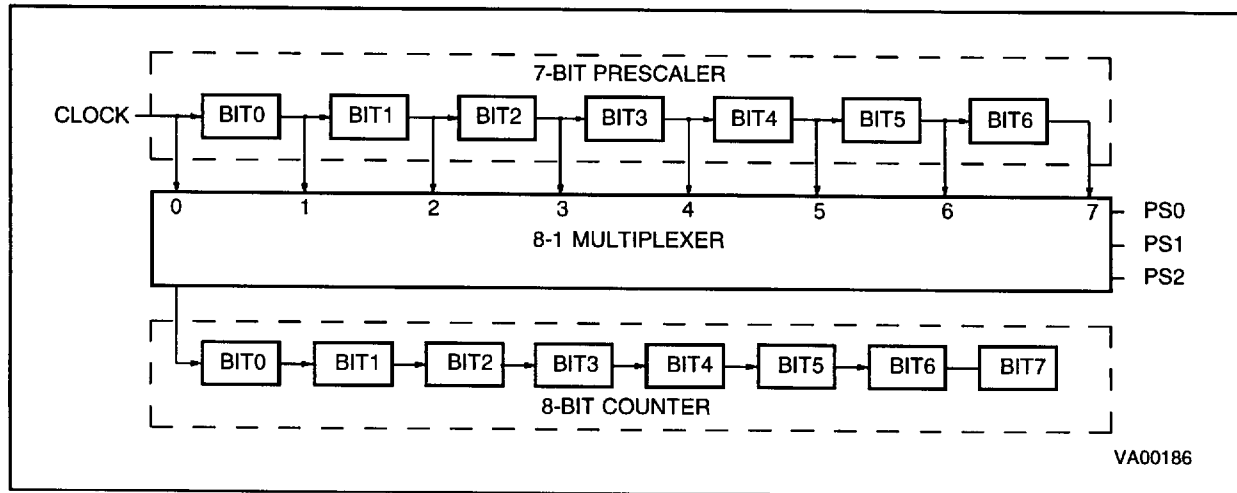 7-BIT PRESCALER
CLOCK BIT0 BIT1 BIT2 BIT3 BIT4 BIT5 BIT6
0 1 2 3 4 5 6 7 PS0
8-1 MULTIPLEXER PS1
PS2
BIT0 BIT1 BIT2 BIT3 BIT4 BIT5 BIT6 BIT7
8-BIT COUNTER
VA00186